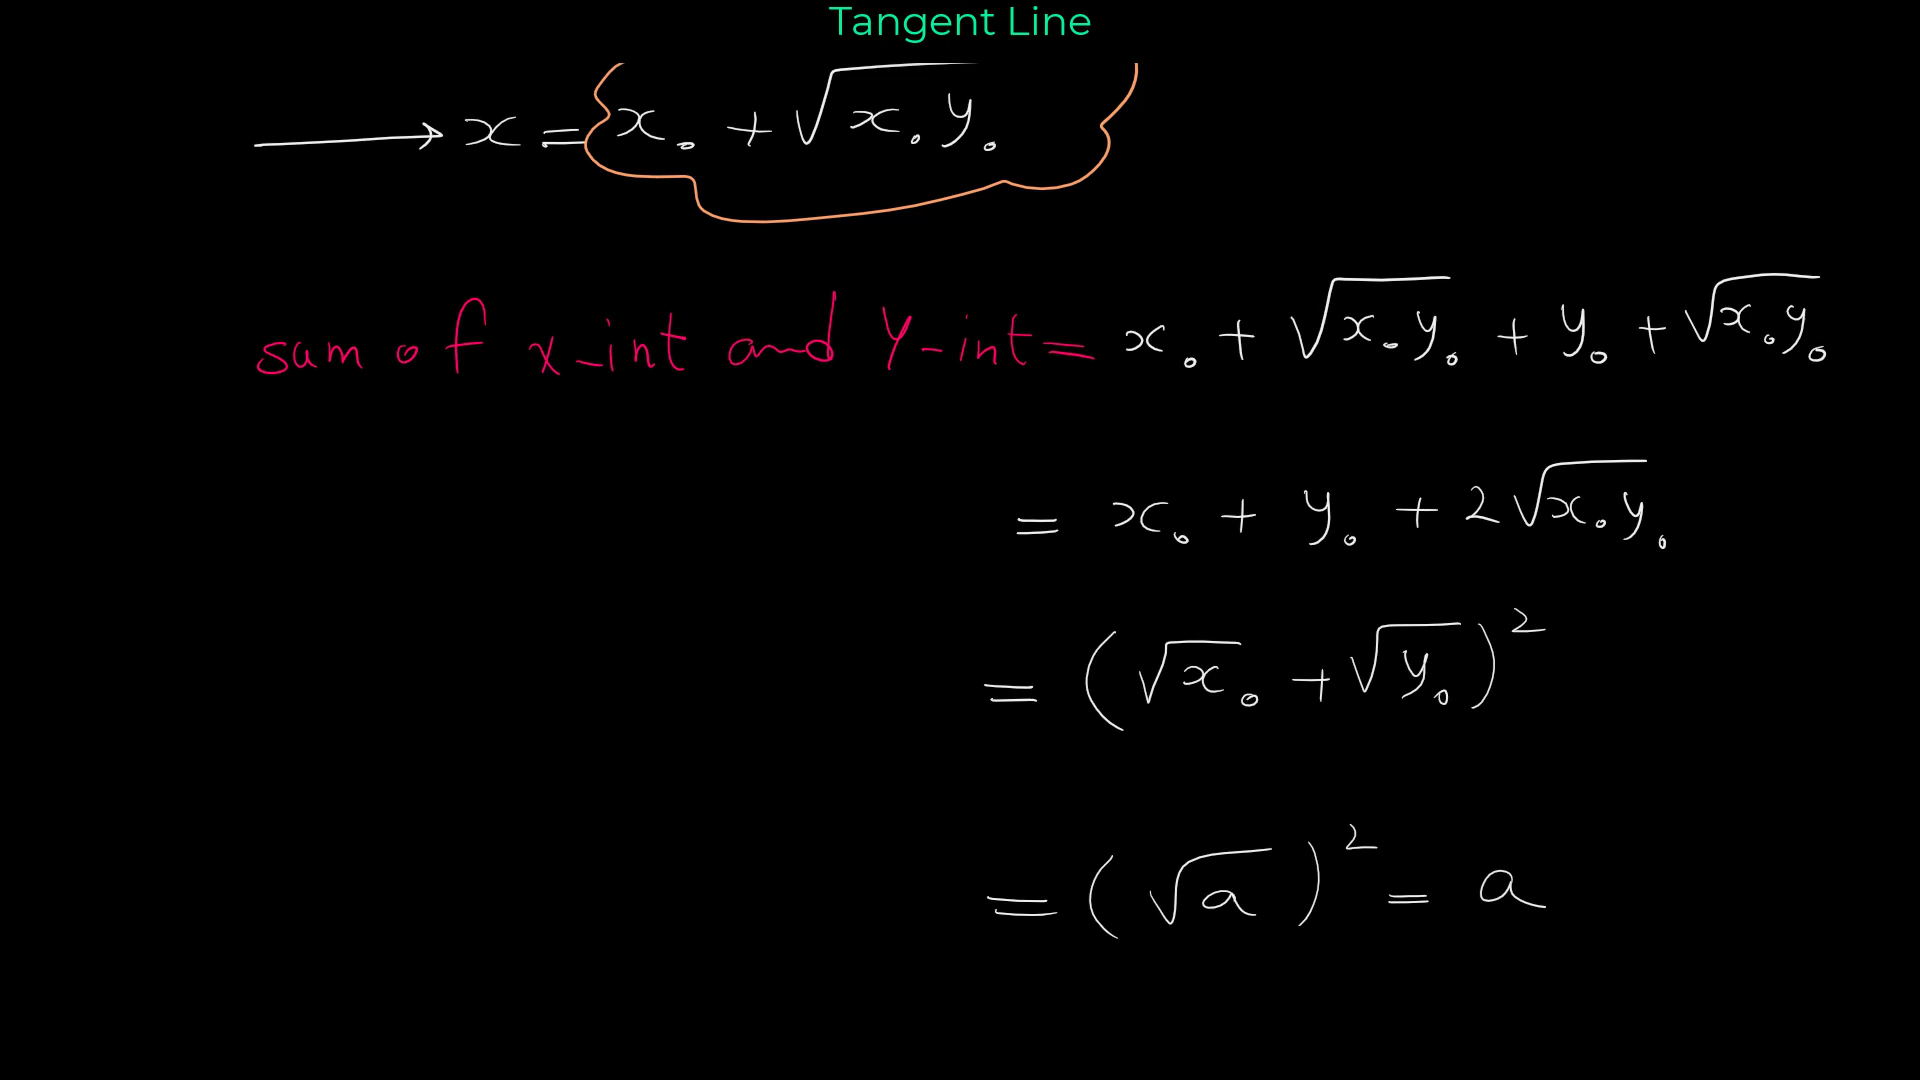 Tangent Line
⟶ x = x₀ + √x₀y₀
sum of x-int and y-int = x₀ + √x₀y₀ + y₀ + √x₀y₀
= x₀ + y₀ + 2√x₀y₀
= (√x₀ + √y₀)²
= (√a)² = a